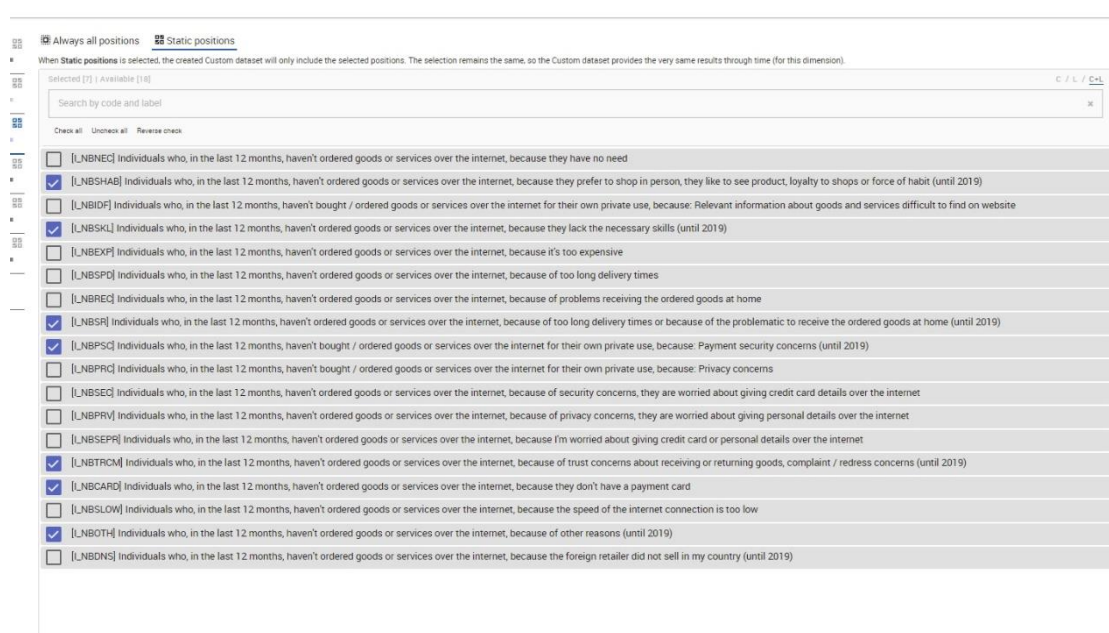 Always all positions Static positions
When Static positions is selected, the created Custom dataset will only include the selected positions. The selection remains the same, so the Custom dataset provides the very same results through time (for this dimension).
Selected [7] | Available [18] C / L / C+L
Search by code and label
Check all Uncheck all Reverse check
[I_NBNEC] Individuals who, in the last 12 months, haven't ordered goods or services over the internet, because they have no need
[I_NBSHAB] Individuals who, in the last 12 months, haven't ordered goods or services over the internet, because they prefer to shop in person, they like to see product, loyalty to shops or force of habit (until 2019)
[I_NBIDF] Individuals who, in the last 12 months, haven't bought / ordered goods or services over the internet for their own private use, because: Relevant information about goods and services difficult to find on website
[I_NBSKL] Individuals who, in the last 12 months, haven't ordered goods or services over the internet, because they lack the necessary skills (until 2019)
[I_NBEXP] Individuals who, in the last 12 months, haven't ordered goods or services over the internet, because it's too expensive
[I_NBSPD] Individuals who, in the last 12 months, haven't ordered goods or services over the internet, because of too long delivery times
[I_NBREC] Individuals who, in the last 12 months, haven't ordered goods or services over the internet, because of problems receiving the ordered goods at home
[I_NBSR] Individuals who, in the last 12 months, haven't ordered goods or services over the internet, because of too long delivery times or because of the problematic to receive the ordered goods at home (until 2019)
[I_NBPSC] Individuals who, in the last 12 months, haven't bought / ordered goods or services over the internet for their own private use, because: Payment security concerns (until 2019)
[I_NBPRC] Individuals who, in the last 12 months, haven't bought / ordered goods or services over the internet for their own private use, because: Privacy concerns
[I_NBSEC] Individuals who, in the last 12 months, haven't ordered goods or services over the internet, because of security concerns, they are worried about giving credit card details over the internet
[I_NBPRV] Individuals who, in the last 12 months, haven't ordered goods or services over the internet, because of privacy concerns, they are worried about giving personal details over the internet
[I_NBSEPR] Individuals who, in the last 12 months, haven't ordered goods or services over the internet, because I'm worried about giving credit card or personal details over the internet
[I_NBTRCM] Individuals who, in the last 12 months, haven't ordered goods or services over the internet, because of trust concerns about receiving or returning goods, complaint / redress concerns (until 2019)
[I_NBCARD] Individuals who, in the last 12 months, haven't ordered goods or services over the internet, because they don't have a payment card
[I_NBSLOW] Individuals who, in the last 12 months, haven't ordered goods or services over the internet, because the speed of the internet connection is too low
[I_NBOTH] Individuals who, in the last 12 months, haven't ordered goods or services over the internet, because of other reasons (until 2019)
[I_NBDNS] Individuals who, in the last 12 months, haven't ordered goods or services over the internet, because the foreign retailer did not sell in my country (until 2019)